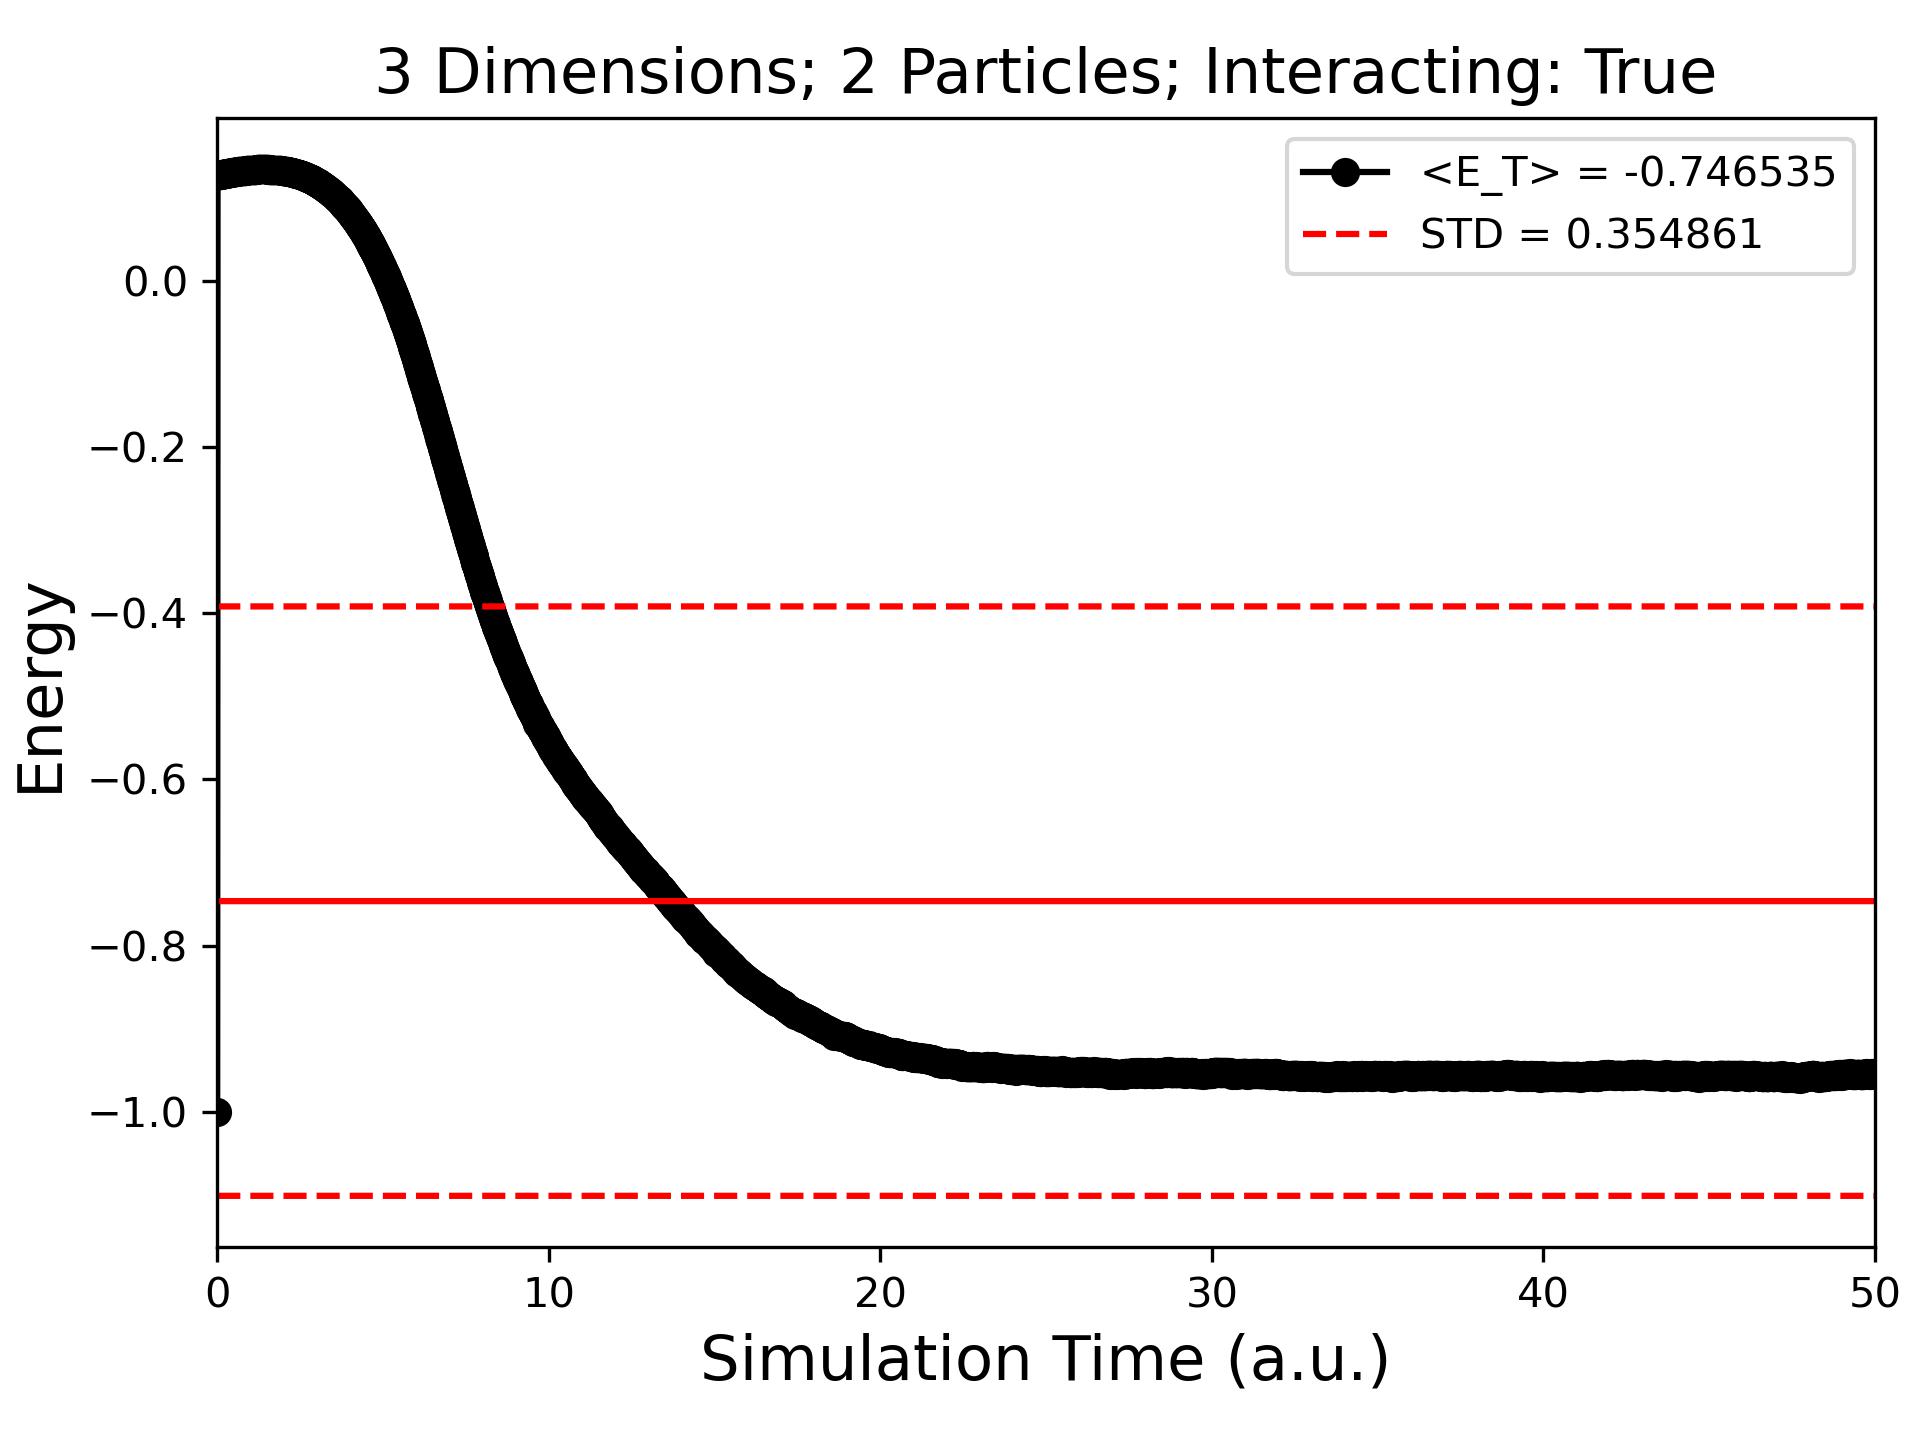 3 Dimensions; 2 Particles; Interacting: True
<E_T> = -0.746535
STD = 0.354861
Energy
0.0
−0.2
−0.4
−0.6
−0.8
−1.0
0 10 20 30 40 50
Simulation Time (a.u.)